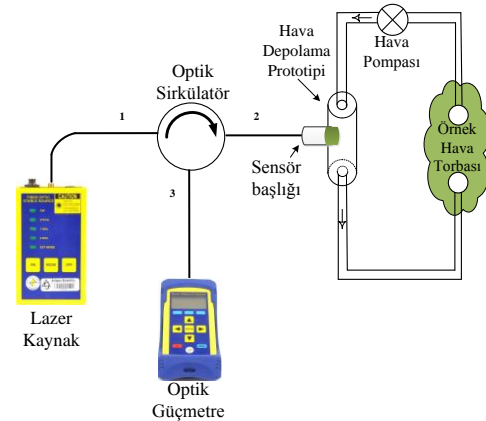 Hava
Depolama
Prototipi
Hava
Pompası
Optik
Sirkülatör
1
2
3
Örnek
Hava
Torbası
Sensör
başlığı
Lazer
Kaynak
Optik
Güçmetre